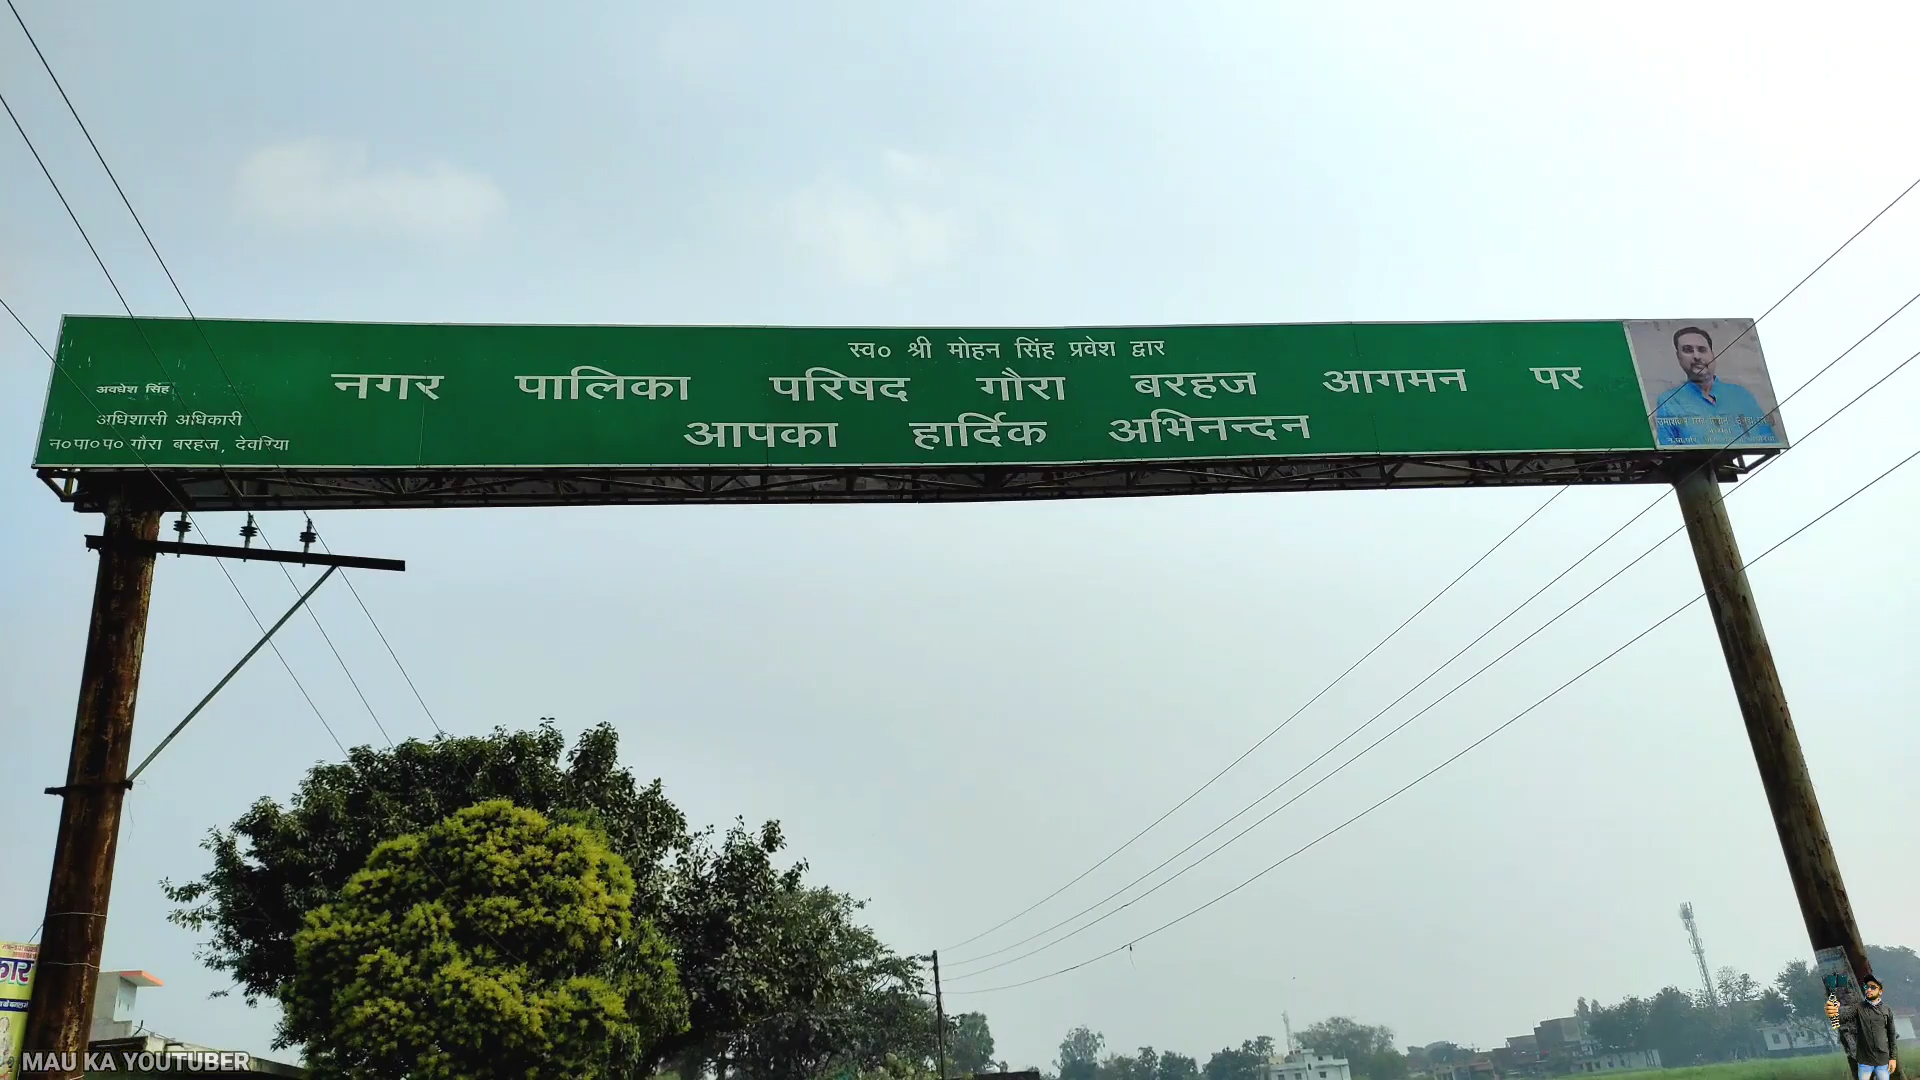 स्व० श्री मोहन सिंह प्रवेश द्वार
नगर पालिका परिषद गौरा बरहज आगमन पर
आपका हार्दिक अभिनन्दन
अवधेश सिंह
अधिशासी अधिकारी
न०पा०प० गौरा बरहज, देवरिया
MAU KA YOUTUBER